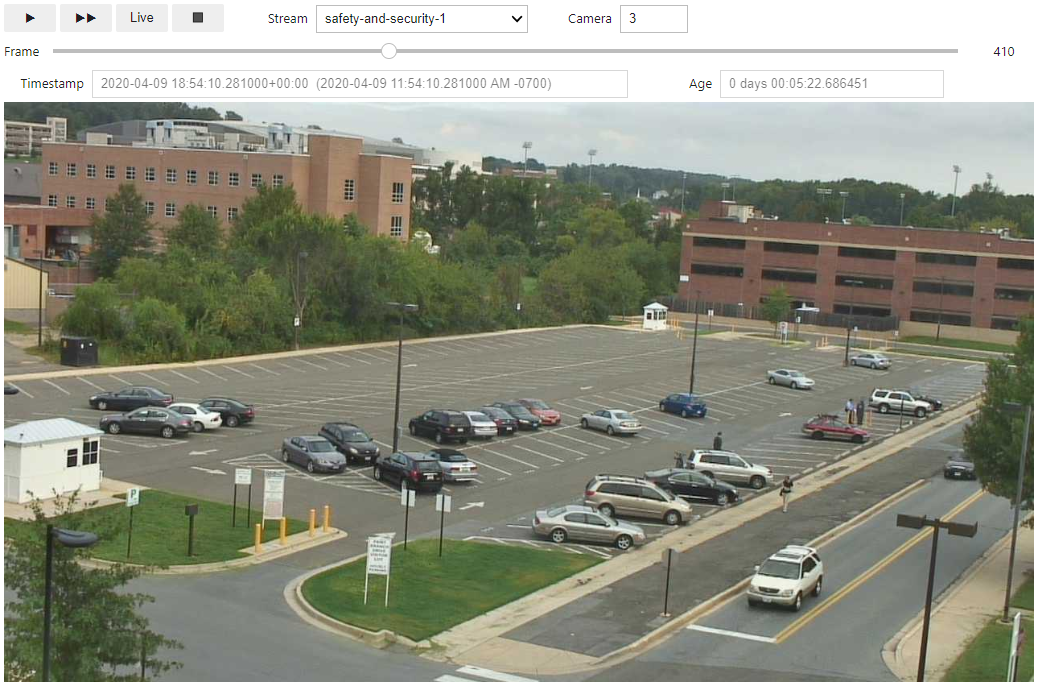 Live
Stream
safety-and-security-1
Camera
3
Frame
410
Timestamp
2020-04-09 18:54:10.281000+00:00 (2020-04-09 11:54:10.281000 AM -0700)
Age
0 days 00:05:22.686451
P